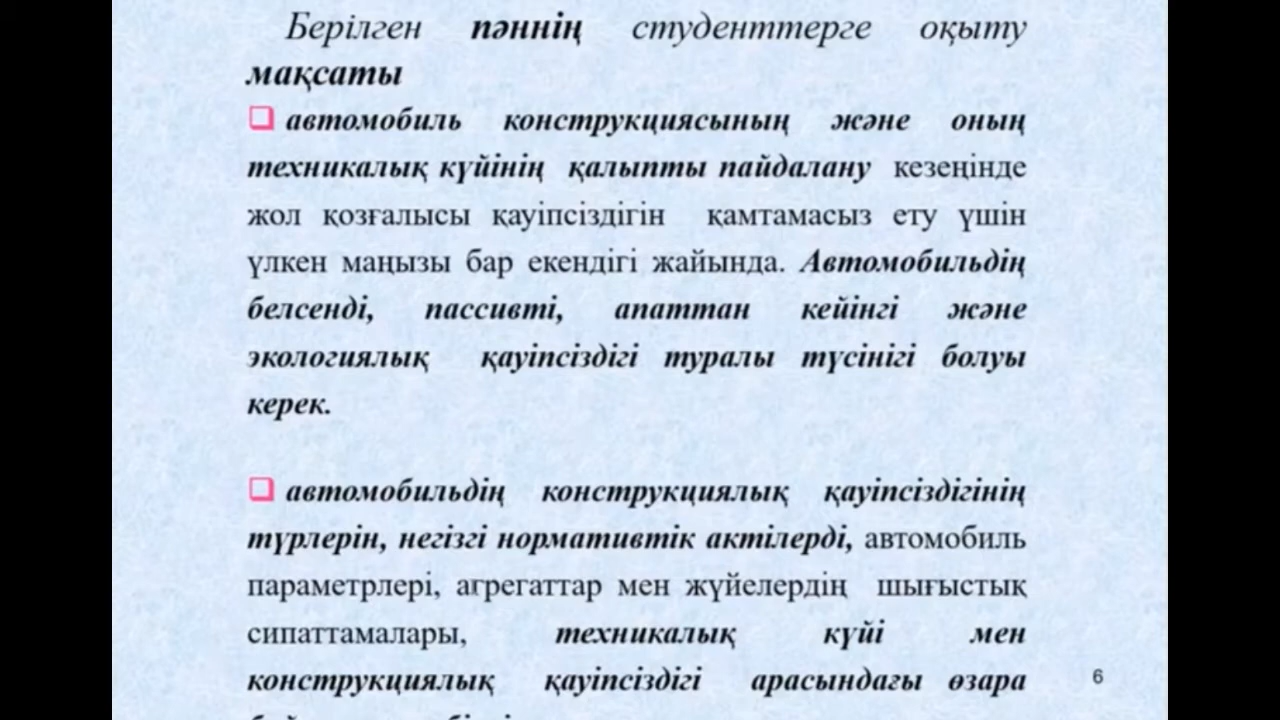 Берілген пәннің студенттерге оқыту
мақсаты
❑ автомобиль конструкциясының және оның
техникалық күйінің қалыпты пайдалану кезеңінде
жол қозғалысы қауіпсіздігін қамтамасыз ету үшін
үлкен маңызы бар екендігі жайында. Автомобильдің
белсенді, пассивті, апаттан кейінгі және
экологиялық қауіпсіздігі туралы түсінігі болуы
керек.
❑ автомобильдің конструкциялық қауіпсіздігінің
түрлерін, негізгі нормативтік актілерді, автомобиль
параметрлері, агрегаттар мен жүйелердің шығыстық
сипаттамалары, техникалық күйі мен
конструкциялық қауіпсіздігі арасындағы өзара
6